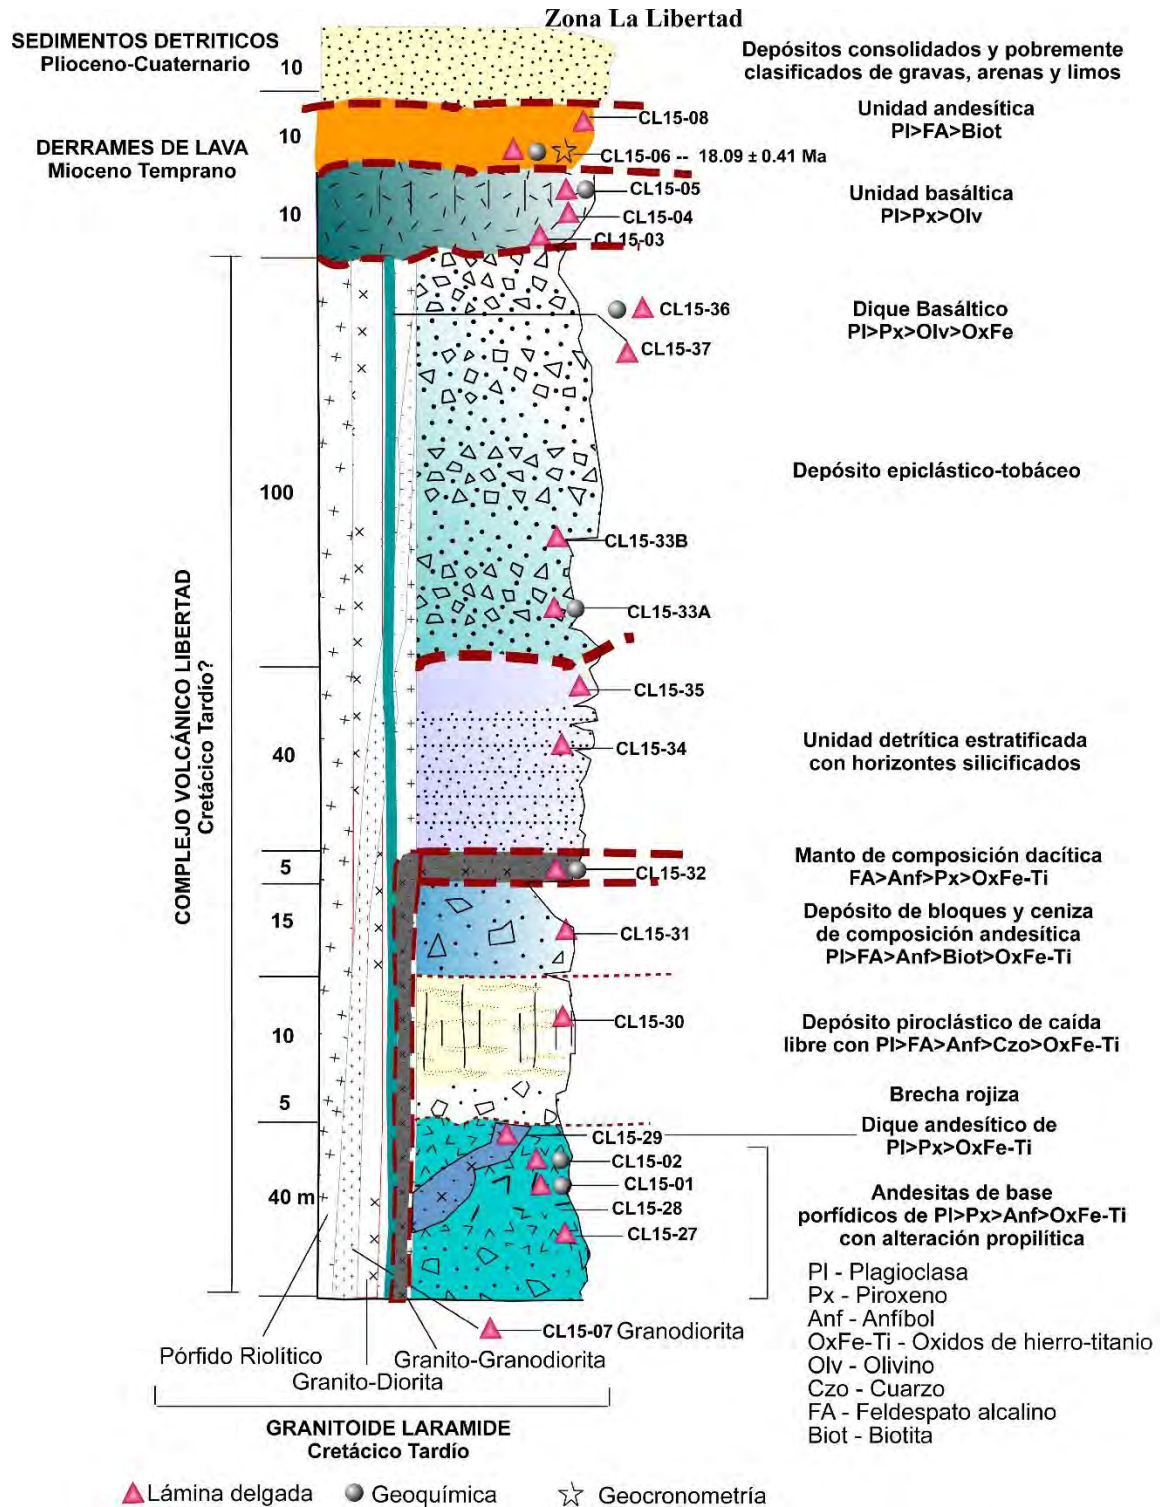 Zona La Libertad
SEDIMENTOS DETRITICOS
Plioceno-Cuaternario
10
Depósitos consolidados y pobremente
clasificados de gravas, arenas y limos
DERRAMES DE LAVA
Mioceno Temprano
10
CL15-08
CL15-06 -- 18.09 ± 0.41 Ma
Unidad andesítica
Pl>FA>Biot
10
CL15-05
CL15-04
CL15-03
Unidad basáltica
Pl>Px>Olv
COMPLEJO VOLCÁNICO LIBERTAD
Cretácico Tardío?
CL15-36
CL15-37
Dique Basáltico
Pl>Px>Olv>OxFe
100
Depósito epiclástico-tobáceo
CL15-33B
CL15-33A
CL15-35
40
CL15-34
Unidad detrítica estratificada
con horizontes silicificados
5
CL15-32
Manto de composición dacítica
FA>Anf>Px>OxFe-Ti
15
CL15-31
Depósito de bloques y ceniza
de composición andesítica
Pl>FA>Anf>Biot>OxFe-Ti
10
CL15-30
Depósito piroclástico de caída
libre con Pl>FA>Anf>Czo>OxFe-Ti
5
Brecha rojiza
CL15-29
Dique andesítico de
Pl>Px>OxFe-Ti
40 m
CL15-02
CL15-01
CL15-28
CL15-27
Andesitas de base
porfídicos de Pl>Px>Anf>OxFe-Ti
con alteración propilítica
Pl - Plagioclasa
Px - Piroxeno
Anf - Anfíbol
OxFe-Ti - Oxidos de hierro-titanio
Olv - Olivino
Czo - Cuarzo
FA - Feldespato alcalino
Biot - Biotita
CL15-07 Granodiorita
Pórfido Riolítico
Granito-Granodiorita
Granito-Diorita
GRANITOIDE LARAMIDE
Cretácico Tardío
Lámina delgada
Geoquímica
Geocronometría